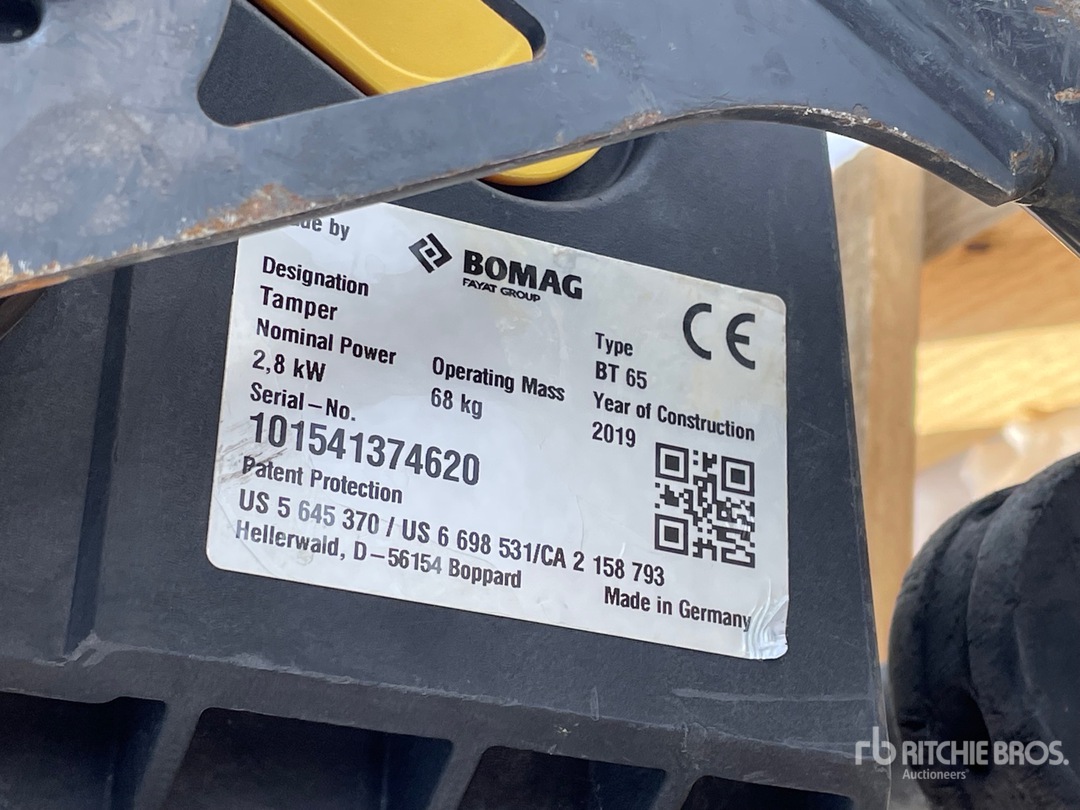 by
BOMAG
FAYAT GROUP
CE
Designation
Tamper
Type
BT 65
Nominal Power
2,8 kW
Operating Mass
68 kg
Year of Construction
2019
Serial-No.
101541374620
Patent Protection
US 5 645 370 / US 6 698 531/CA 2 158 793
Hellerwald, D-56154 Boppard
Made in Germany
rb RITCHIE BROS.
Auctioneers